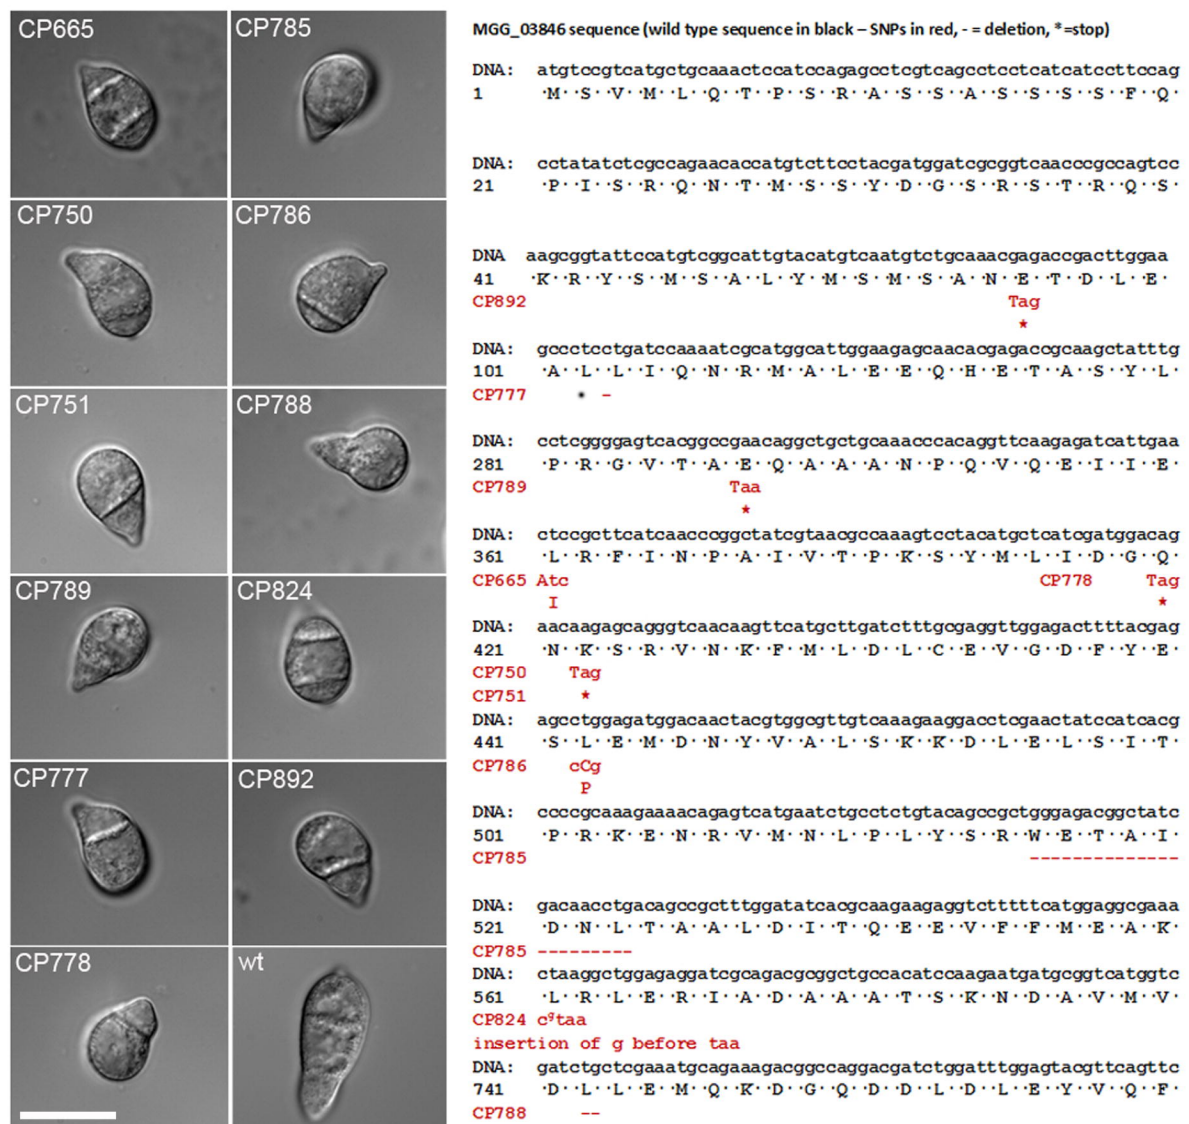 CP665
CP785
CP750
CP786
CP751
CP788
CP789
CP824
CP777
CP892
CP778
wt
MGG_03846 sequence (wild type sequence in black – SNPs in red, - = deletion, *=stop)
DNA: atgtccgtcatgctgcaaactccatccagagcctcgtcagcctcctcatcatccttccag
1 ·M··S··V··M··L··Q··T··P··S··R··A··S··S··A··S··S··S··S··F··Q·
DNA: cctatatctcgccagaacaccatgtcttcctacgatggatcgcggtcaacccgccagtcc
21 ·P··I··S··R··Q··N··T··M··S··S··Y··D··G··S··R··S··T··R··Q··S·
DNA aagcggtattccatgtcggcattgtacatgtcaatgtctgcaaacgagaccgacttggaa
41 ·K··R··Y··S··M··S··A··L··Y··M··S··M··S··A··N··E··T··D··L··E·
CP892 Tag
*
DNA: gccctcctgatccaaaatcgcatggcattggaagagcaacacgagaccgcaagctatttg
101 ·A··L··L··I··Q··N··R··M··A··L··E··E··Q··H··E··T··A··S··Y··L·
CP777 • -
DNA: cctcggggagtcacggccgaacaggctgctgcaaacccacaggttcaagagatcattgaa
281 ·P··R··G··V··T··A··E··Q··A··A··A··N··P··Q··V··Q··E··I··I··E·
CP789 Taa
*
DNA: ctccgcttcatcaacccggctatcgtaacgccaaagtcctacatgctcatcgatggacag
361 ·L··R··F··I··N··P··A··I··V··T··P··K··S··Y··M··L··I··D··G··Q·
CP665 Atc CP778 Tag
I *
DNA: aacaagagcagggtcaacaagttcatgcttgatctttgcgaggttggagacttttacgag
421 ·N··K··S··R··V··N··K··F··M··L··D··L··C··E··V··G··D··F··Y··E·
CP750 Tag
CP751 *
DNA: agcctggagatggacaactacgtggcgttgtcaaagaaggacctcgaactatccatcacg
441 ·S··L··E··M··D··N··Y··V··A··L··S··K··K··D··L··E··L··S··I··T·
CP786 cCg
P
DNA: ccccgcaaagaaaacagagtcatgaatctgcctctgtacagccgctgggagacggctatc
501 ·P··R··K··E··N··R··V··M··N··L··P··L··Y··S··R··W··E··T··A··I·
CP785 --------------
DNA: gacaacctgacagccgctttggatatcacgcaagaagaggtctttttcatggaggcgaaa
521 ·D··N··L··T··A··A··L··D··I··T··Q··E··E··V··F··F··M··E··A··K·
CP785 ---------
DNA: ctaaggctggagaggatcgcagacgcggctgccacatccaagaatgatgcggtcatggtc
561 ·L··R··L··E··R··I··A··D··A··A··A··T··S··K··N··D··A··V··M··V·
CP824 cᵍtaa
insertion of g before taa
DNA: gatctgctcgaaatgcagaaagacggccaggacgatctggatttggagtacgttcagttc
741 ·D··L··L··E··M··Q··K··D··G··Q··D··D··L··D··L··E··Y··V··Q··F·
CP788 --